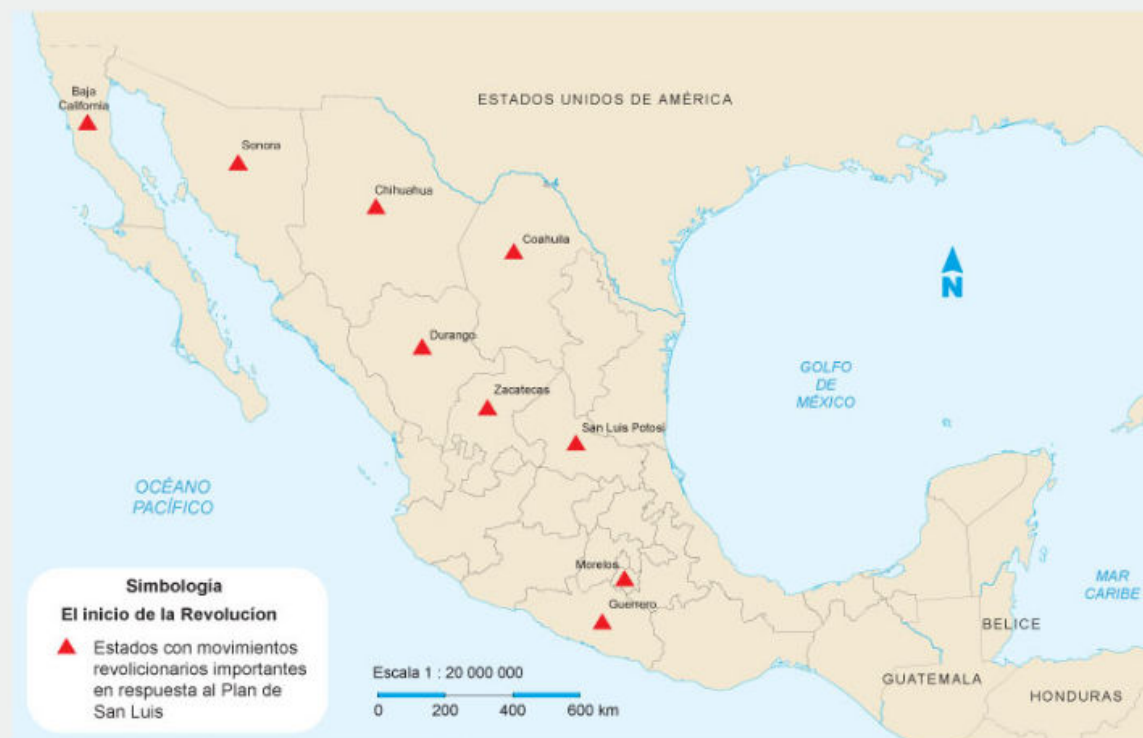 ESTADOS UNIDOS DE AMÉRICA
Baja
California
Sonora
Chihuahua
Coahuila
Durango
Zacatecas
San Luis Potosí
GOLFO
DE
MÉXICO
N
OCÉANO
PACÍFICO
Morelos
Guerrero
MAR
CARIBE
BELICE
GUATEMALA
HONDURAS
Simbología
El inicio de la Revolucíon
Estados con movimientos
revolicionarios importantes
en respuesta al Plan de
San Luis
Escala 1 : 20 000 000
0 200 400 600 km